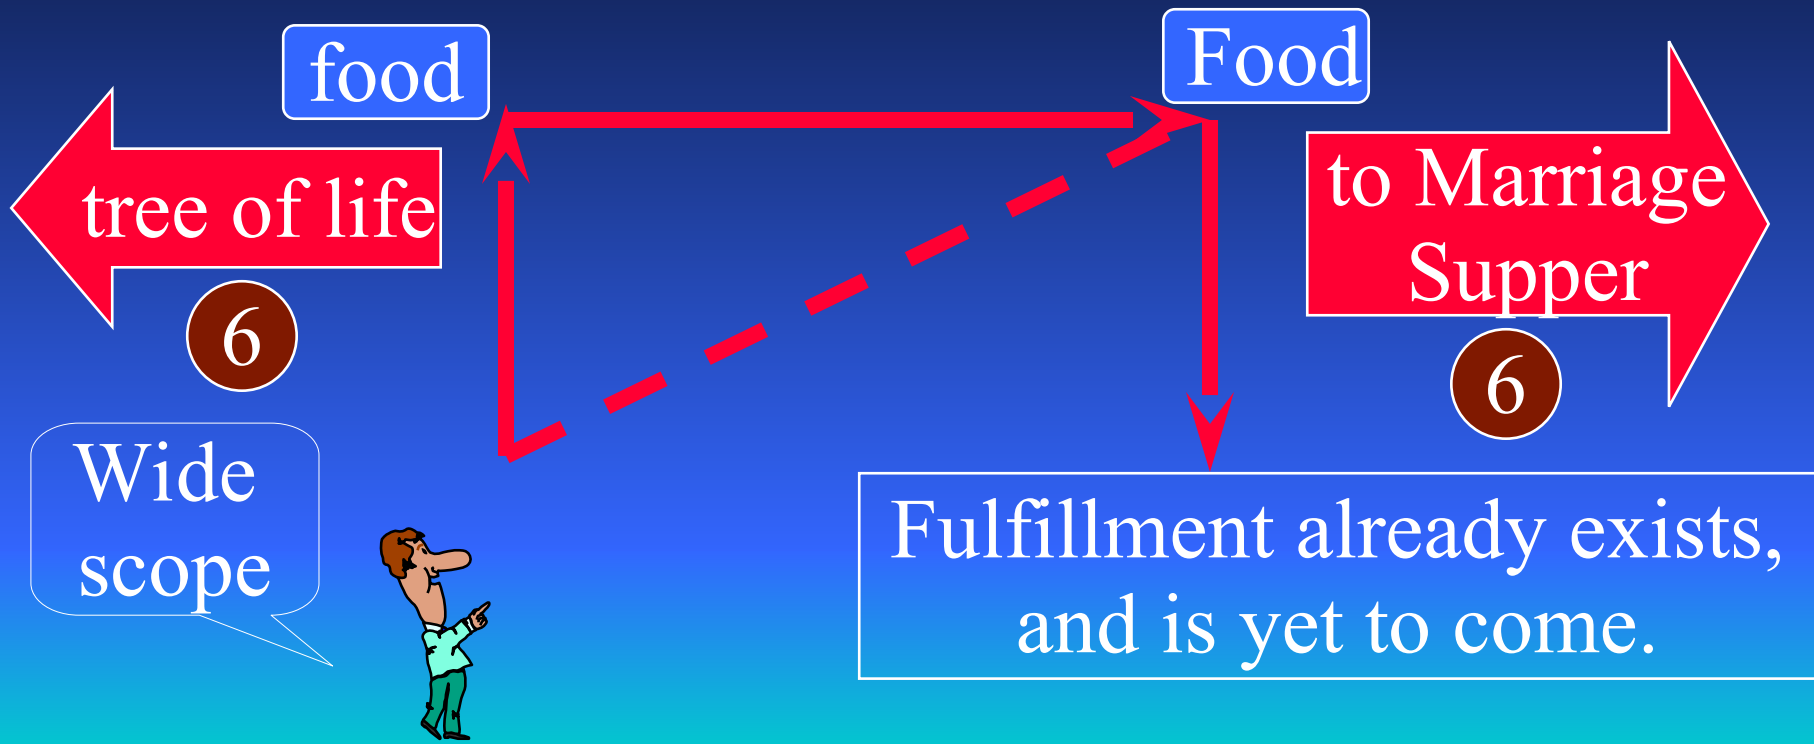 food
Food
tree of life
to Marriage
Supper
6
6
Wide
scope
Fulfillment already exists,
and is yet to come.